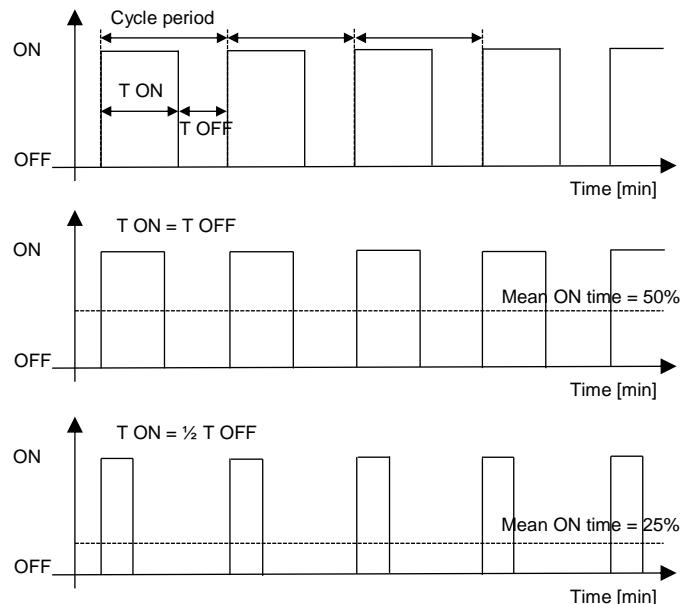 Cycle period
ON
T ON
T OFF
OFF
Time [min]
T ON = T OFF
ON
Mean ON time = 50%
OFF
Time [min]
T ON = ½ T OFF
ON
Mean ON time = 25%
OFF
Time [min]